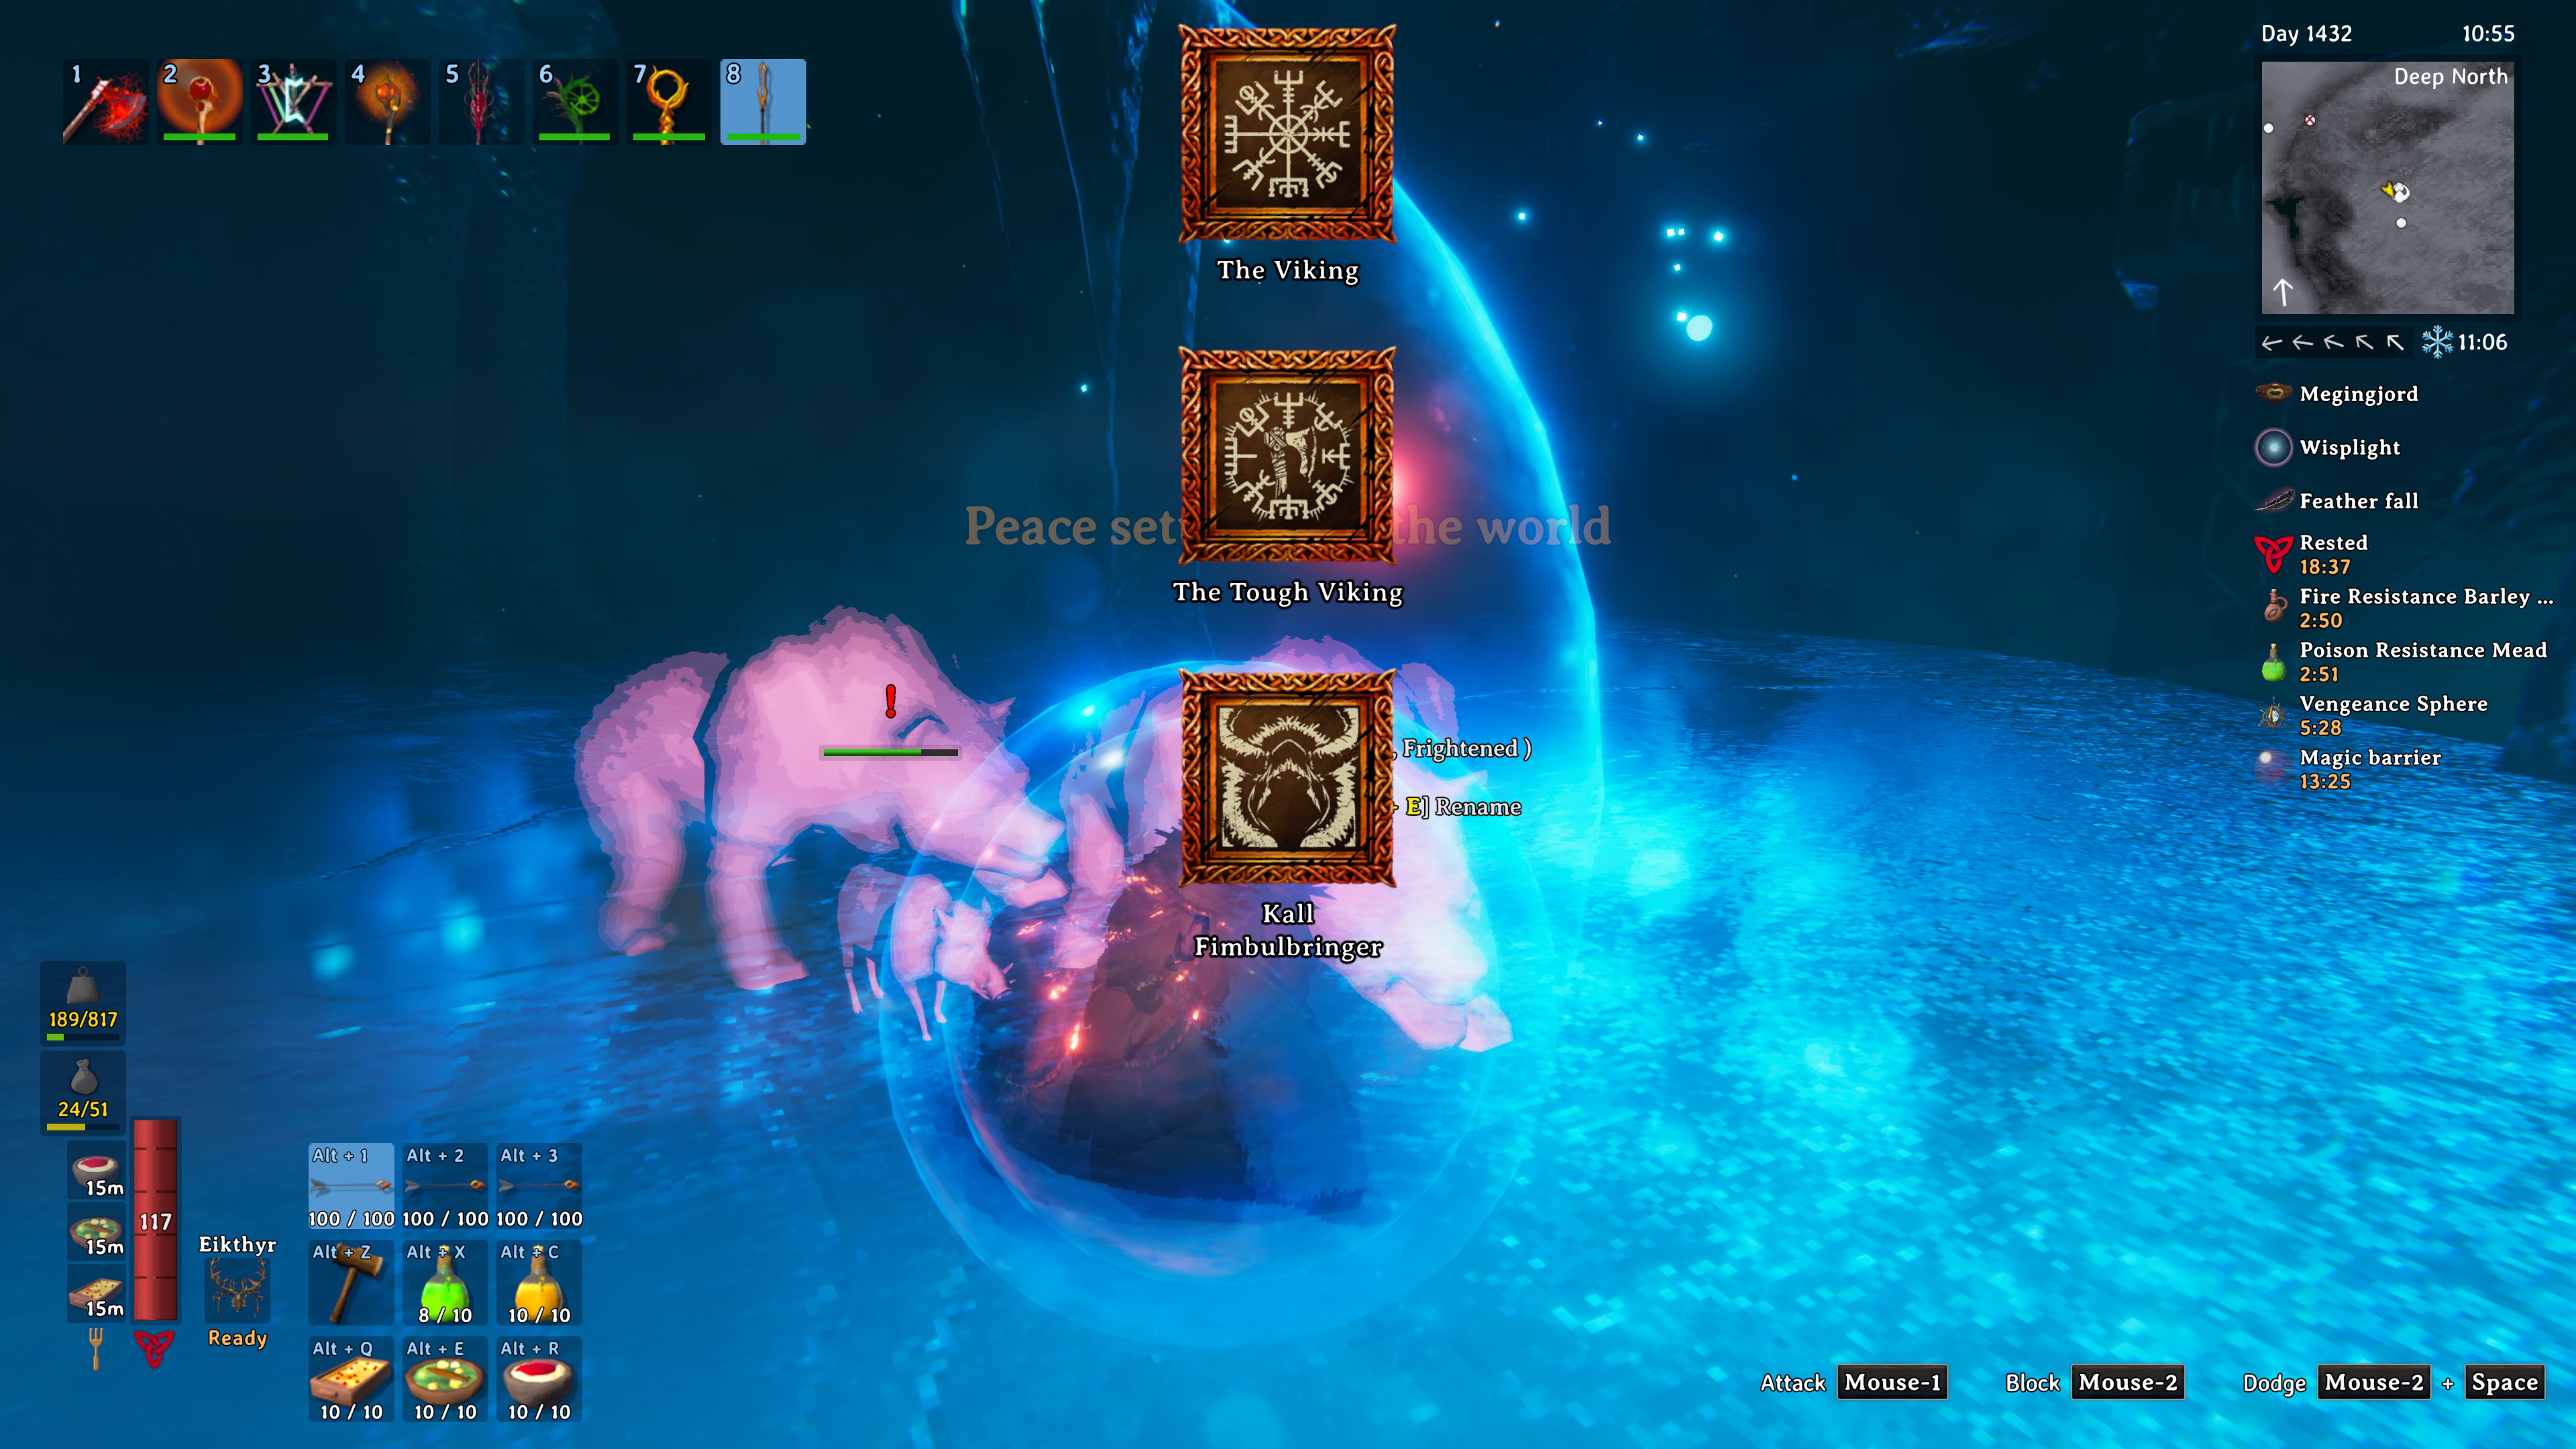 1 2 3 4 5 6 7 8
Day 1432 10:55
Deep North
11:06
Megingjord
Wisplight
Feather fall
Rested
18:37
Fire Resistance Barley ...
2:50
Poison Resistance Mead
2:51
Vengeance Sphere
5:28
Magic barrier
13:25
The Viking
Peace set the world
The Tough Viking
, Frightened )
E] Rename
Kall
Fimbulbringer
189/817
24/51
15m
15m
15m
117
Eikthyr
Ready
Alt + 1 Alt + 2 Alt + 3
100 / 100 100 / 100 100 / 100
Alt + Z Alt + X Alt + C
8 / 10 10 / 10
Alt + Q Alt + E Alt + R
10 / 10 10 / 10 10 / 10
Attack Mouse-1 Block Mouse-2 Dodge Mouse-2 + Space